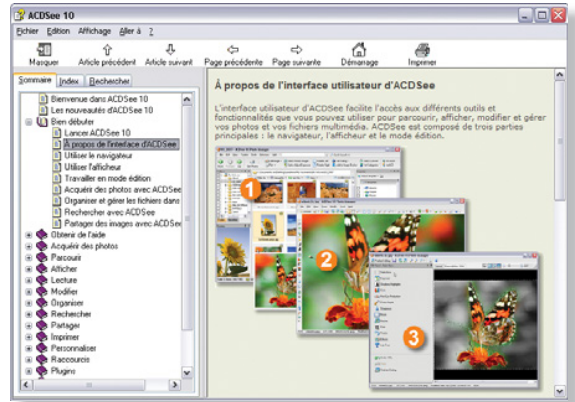 ACDSee 10
Fichier Edition Affichage Aller à ?
Masquer Article précédent Article suivant Page précédente Page suivante Démarrage Imprimer
Sommaire Index Rechercher
Bienvenue dans ACDSee 10
Les nouveautés d'ACDSee 10
Bien débuter
Lancer ACDSee 10
À propos de l'interface d'ACDSee
Utiliser le navigateur
Utiliser l'afficheur
Travailler en mode édition
Acquérir des photos avec ACDSee
Organiser et gérer les fichiers dans
Rechercher avec ACDSee
Partager des images avec ACDSee
Obtenir de l'aide
Acquérir des photos
Parcourir
Afficher
Lecture
Modifier
Organiser
Rechercher
Partager
Imprimer
Personnaliser
Raccourcis
Plugins
À propos de l'interface utilisateur d'ACDSee
L'interface utilisateur d'ACDSee facilite l'accès aux différents outils et
fonctionnalités que vous pouvez utiliser pour parcourir, afficher, modifier et gérer
vos photos et vos fichiers multimédia. ACDSee est composé de trois parties
principales : le navigateur, l'afficheur et le mode édition.
1
2
3